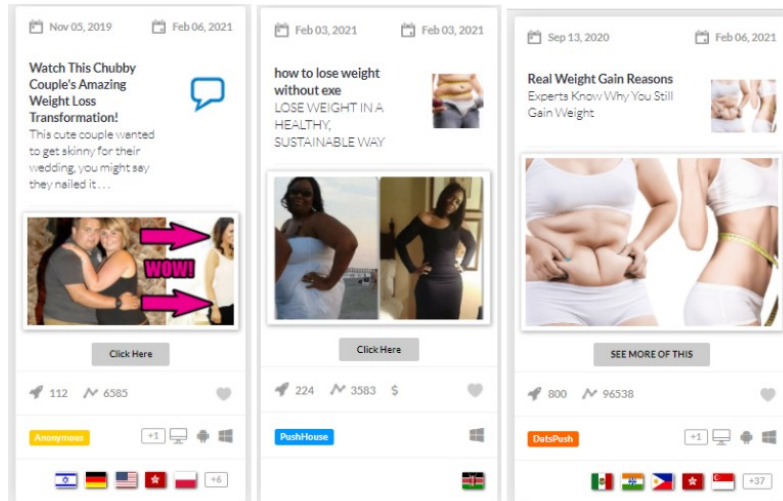 Nov 05, 2019 Feb 06, 2021
Watch This Chubby
Couple's Amazing
Weight Loss
Transformation!
This cute couple wanted
to get skinny for their
wedding, you might say
they nailed it . . .
WOW!
Click Here
112 6585
Anonymous +1
+6
Feb 03, 2021 Feb 03, 2021
how to lose weight
without exe
LOSE WEIGHT IN A
HEALTHY,
SUSTAINABLE WAY
Click Here
224 3583 $
PushHouse
Sep 13, 2020 Feb 06, 2021
Real Weight Gain Reasons
Experts Know Why You Still
Gain Weight
SEE MORE OF THIS
800 96538
DatsPush +1
+37